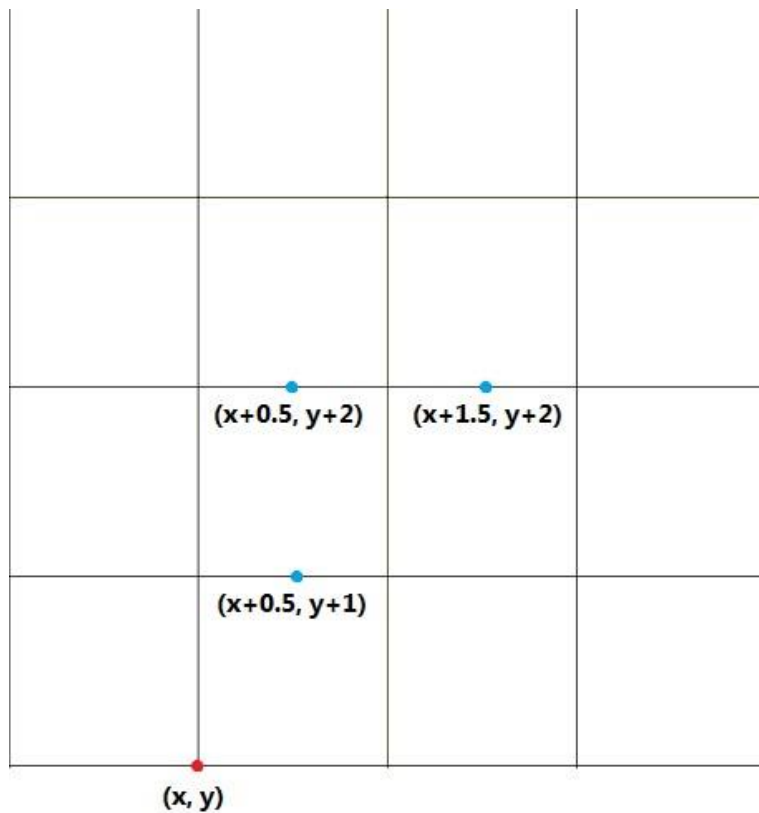 (x+0.5, y+2) (x+1.5, y+2)
(x+0.5, y+1)
(x, y)